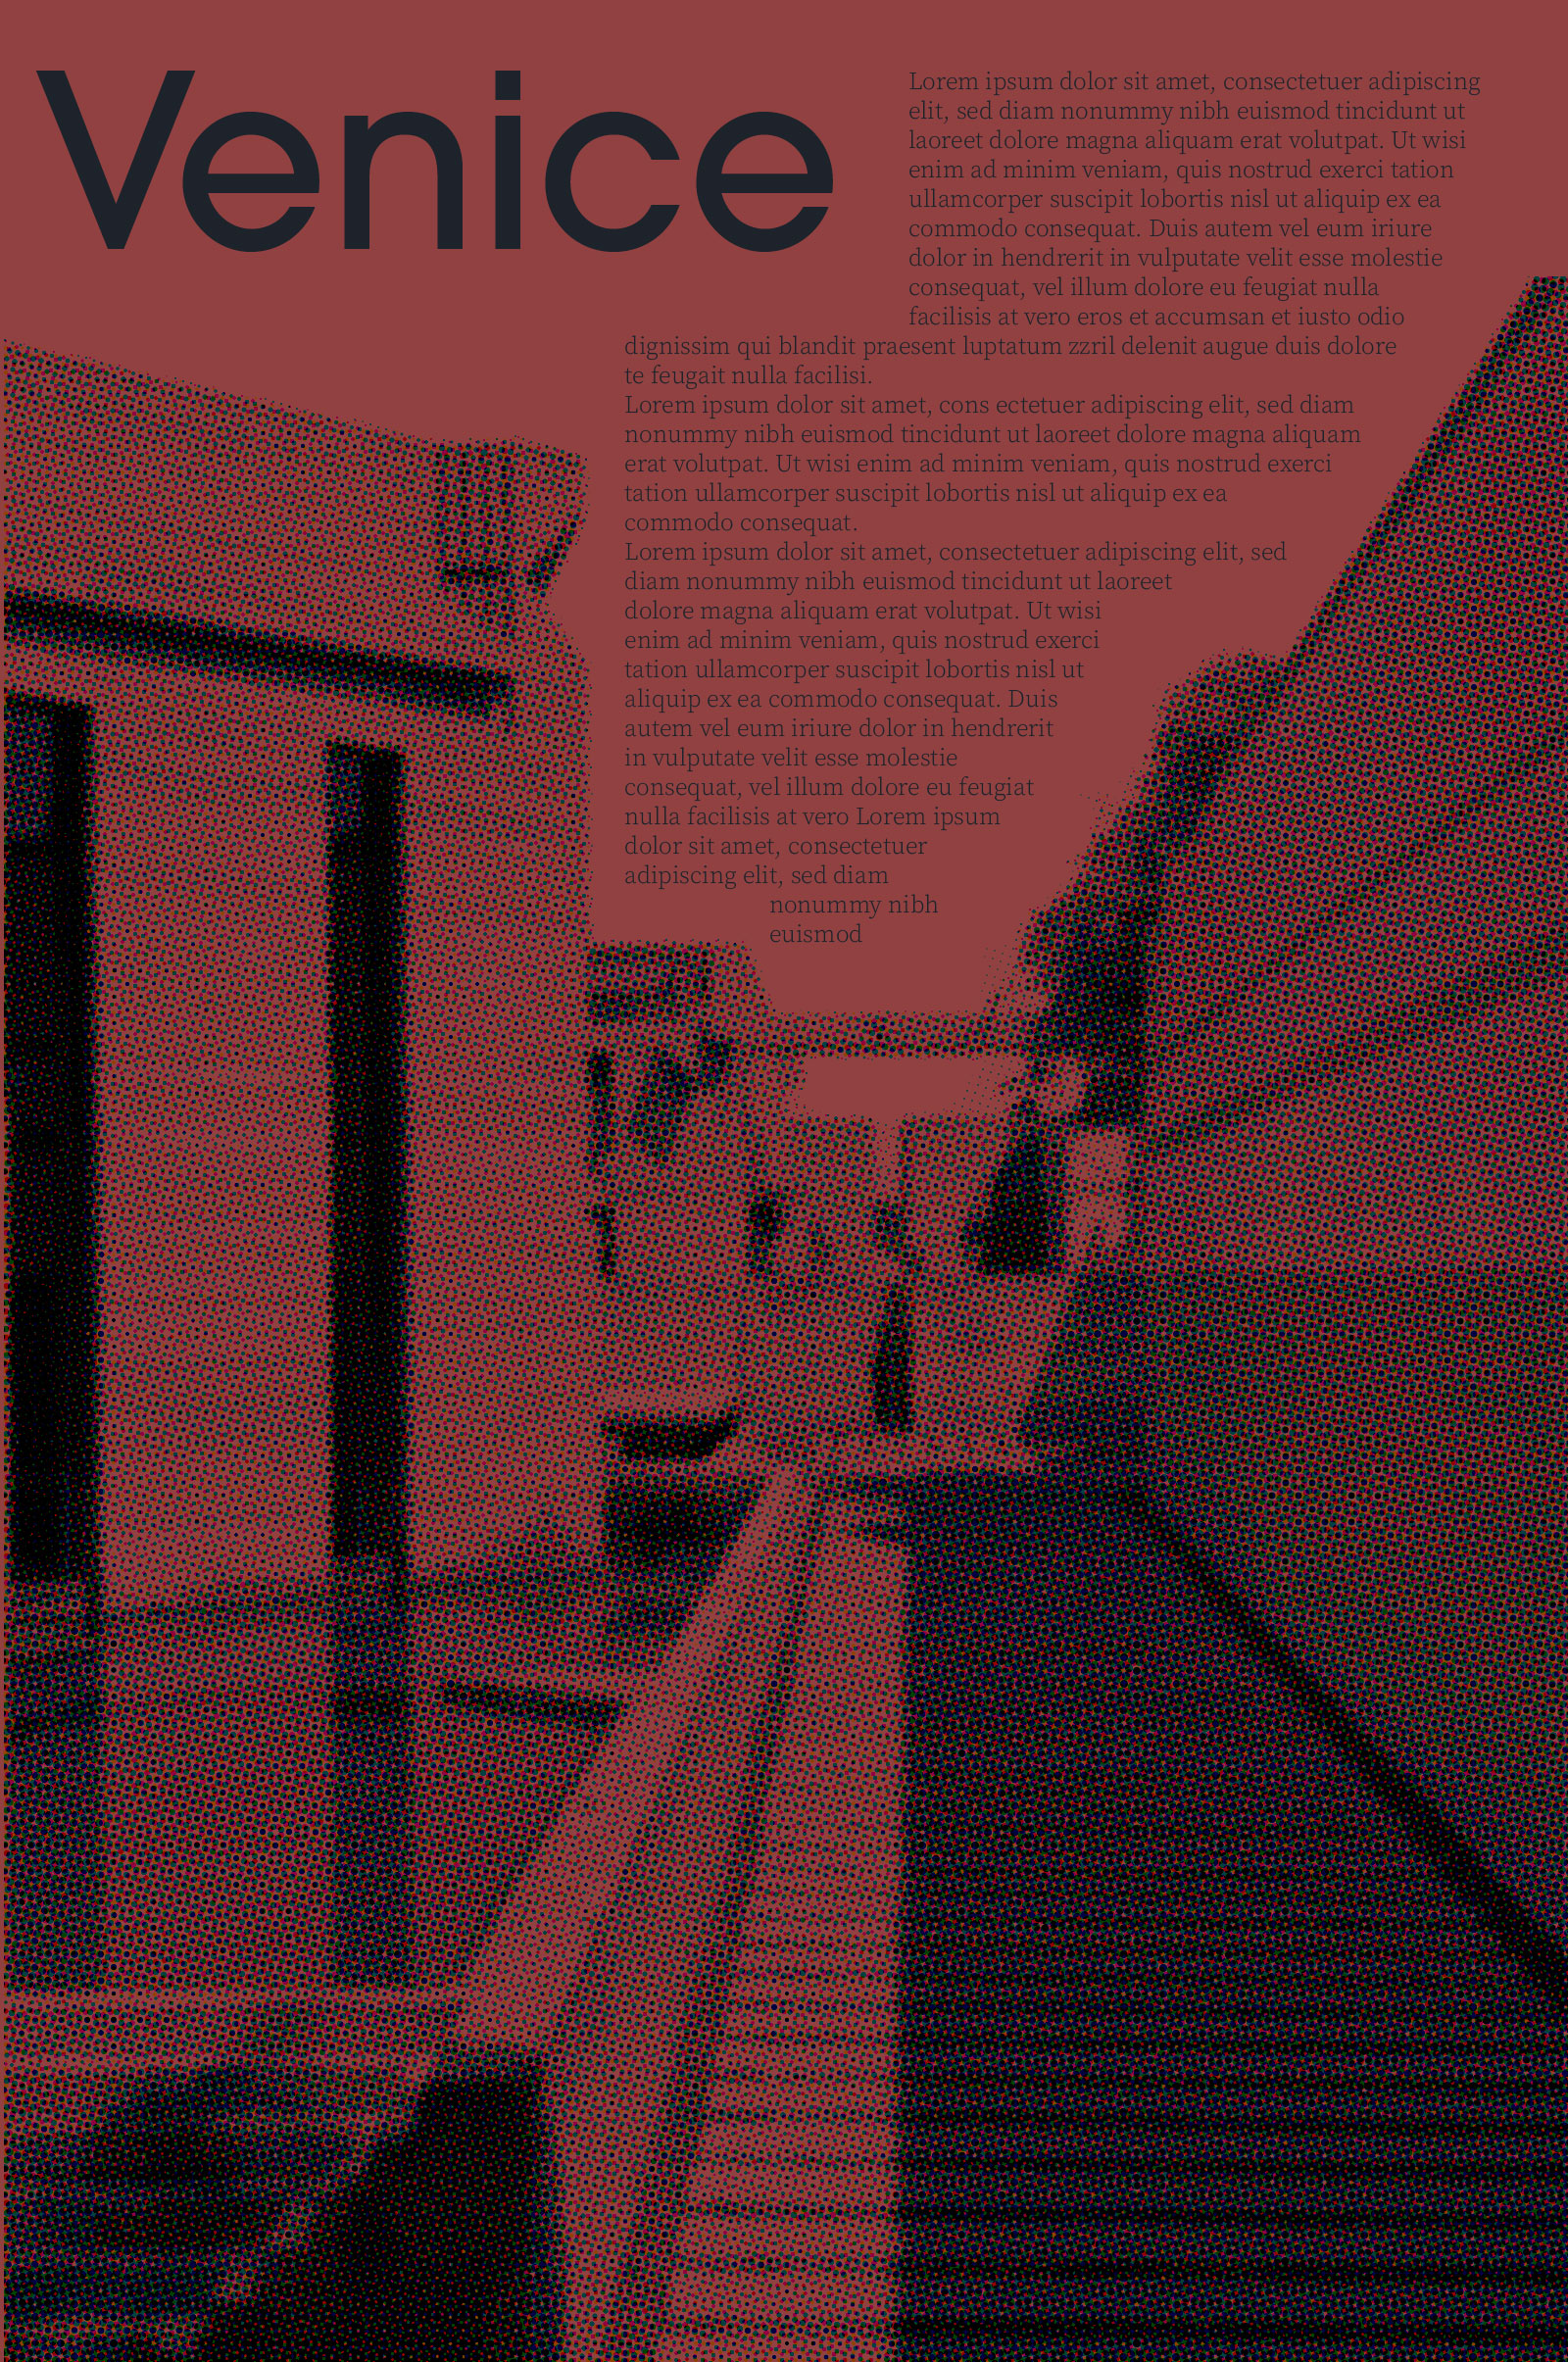 Venice
Lorem ipsum dolor sit amet, consectetuer adipiscing
elit, sed diam nonummy nibh euismod tincidunt ut
laoreet dolore magna aliquam erat volutpat. Ut wisi
enim ad minim veniam, quis nostrud exerci tation
ullamcorper suscipit lobortis nisl ut aliquip ex ea
commodo consequat. Duis autem vel eum iriure
dolor in hendrerit in vulputate velit esse molestie
consequat, vel illum dolore eu feugiat nulla
facilisis at vero eros et accumsan et iusto odio
dignissim qui blandit praesent luptatum zzril delenit augue duis dolore
te feugait nulla facilisi.
Lorem ipsum dolor sit amet, cons ectetuer adipiscing elit, sed diam
nonummy nibh euismod tincidunt ut laoreet dolore magna aliquam
erat volutpat. Ut wisi enim ad minim veniam, quis nostrud exerci
tation ullamcorper suscipit lobortis nisl ut aliquip ex ea
commodo consequat.
Lorem ipsum dolor sit amet, consectetuer adipiscing elit, sed
diam nonummy nibh euismod tincidunt ut laoreet
dolore magna aliquam erat volutpat. Ut wisi
enim ad minim veniam, quis nostrud exerci
tation ullamcorper suscipit lobortis nisl ut
aliquip ex ea commodo consequat. Duis
autem vel eum iriure dolor in hendrerit
in vulputate velit esse molestie
consequat, vel illum dolore eu feugiat
nulla facilisis at vero Lorem ipsum
dolor sit amet, consectetuer
adipiscing elit, sed diam
nonummy nibh
euismod